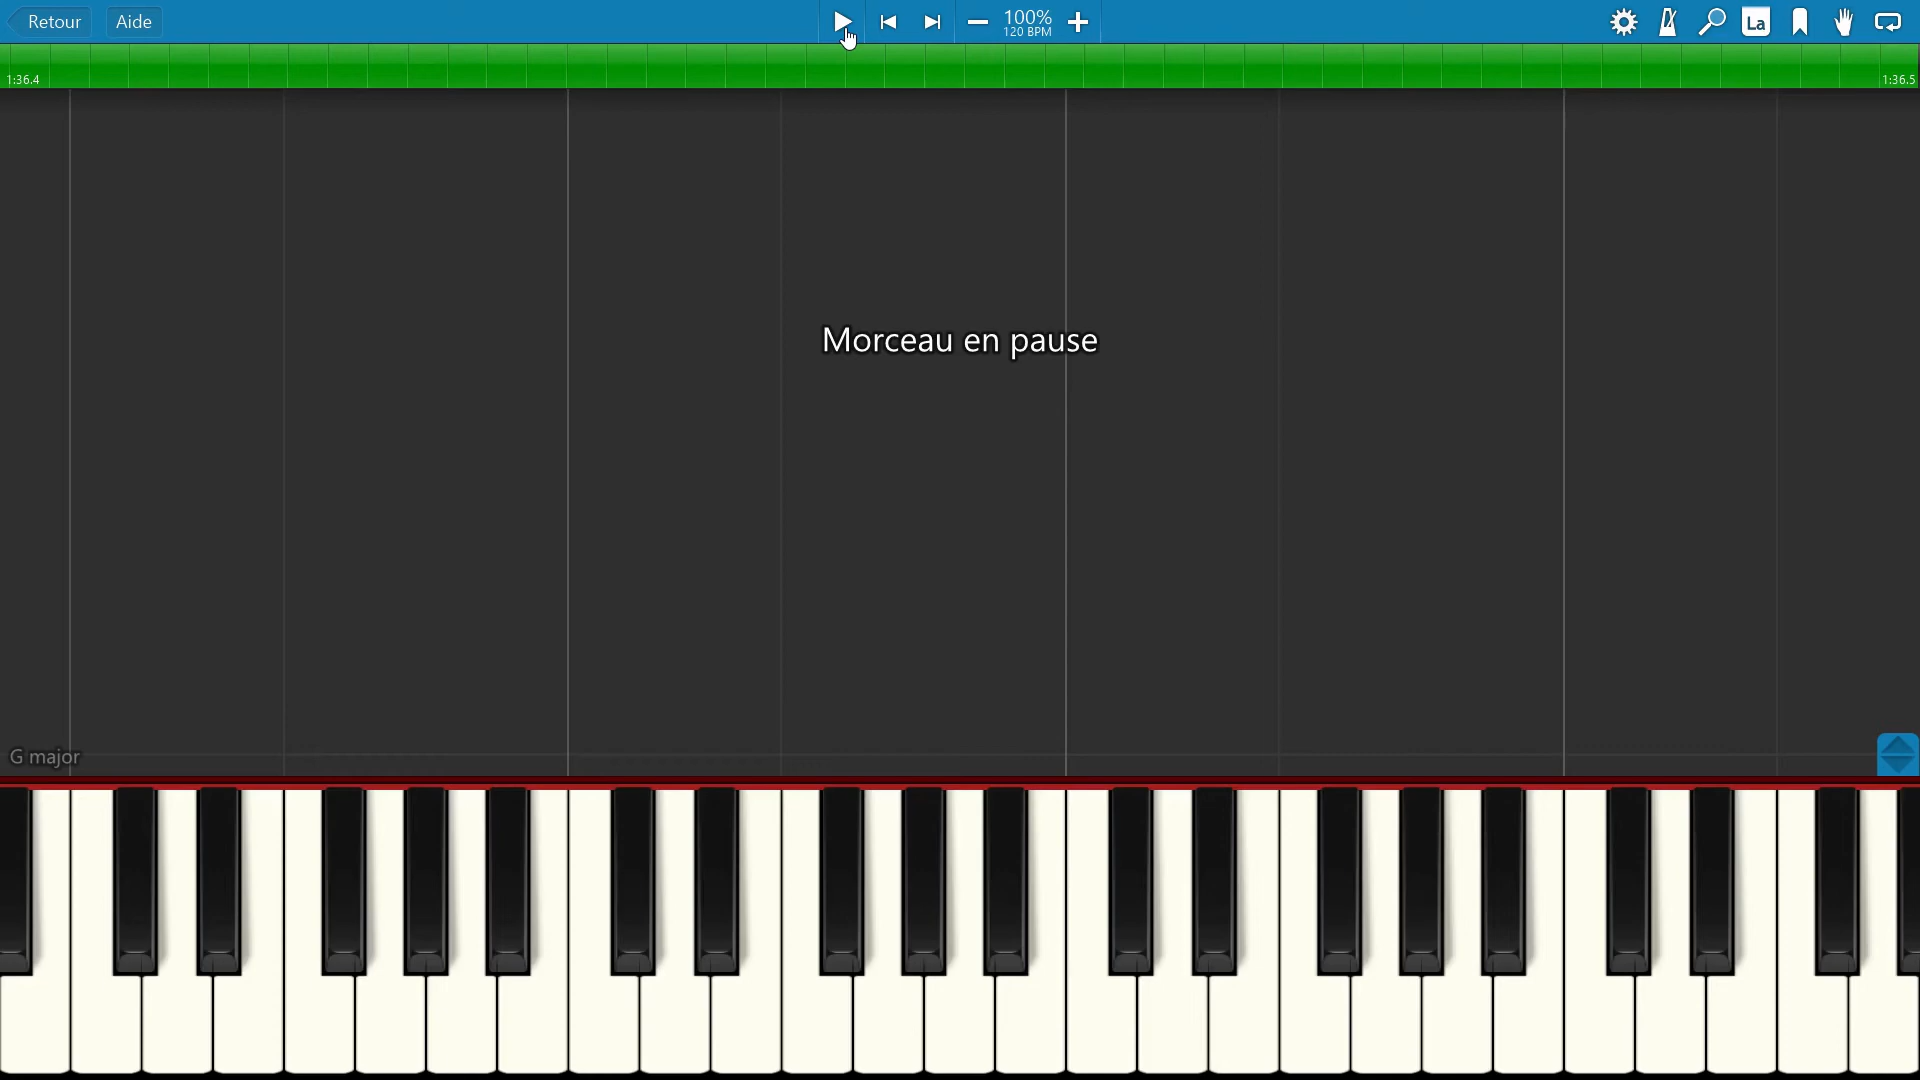 Retour
Aide
100%
120 BPM
La
1:36.4
1:36.5
Morceau en pause
G major